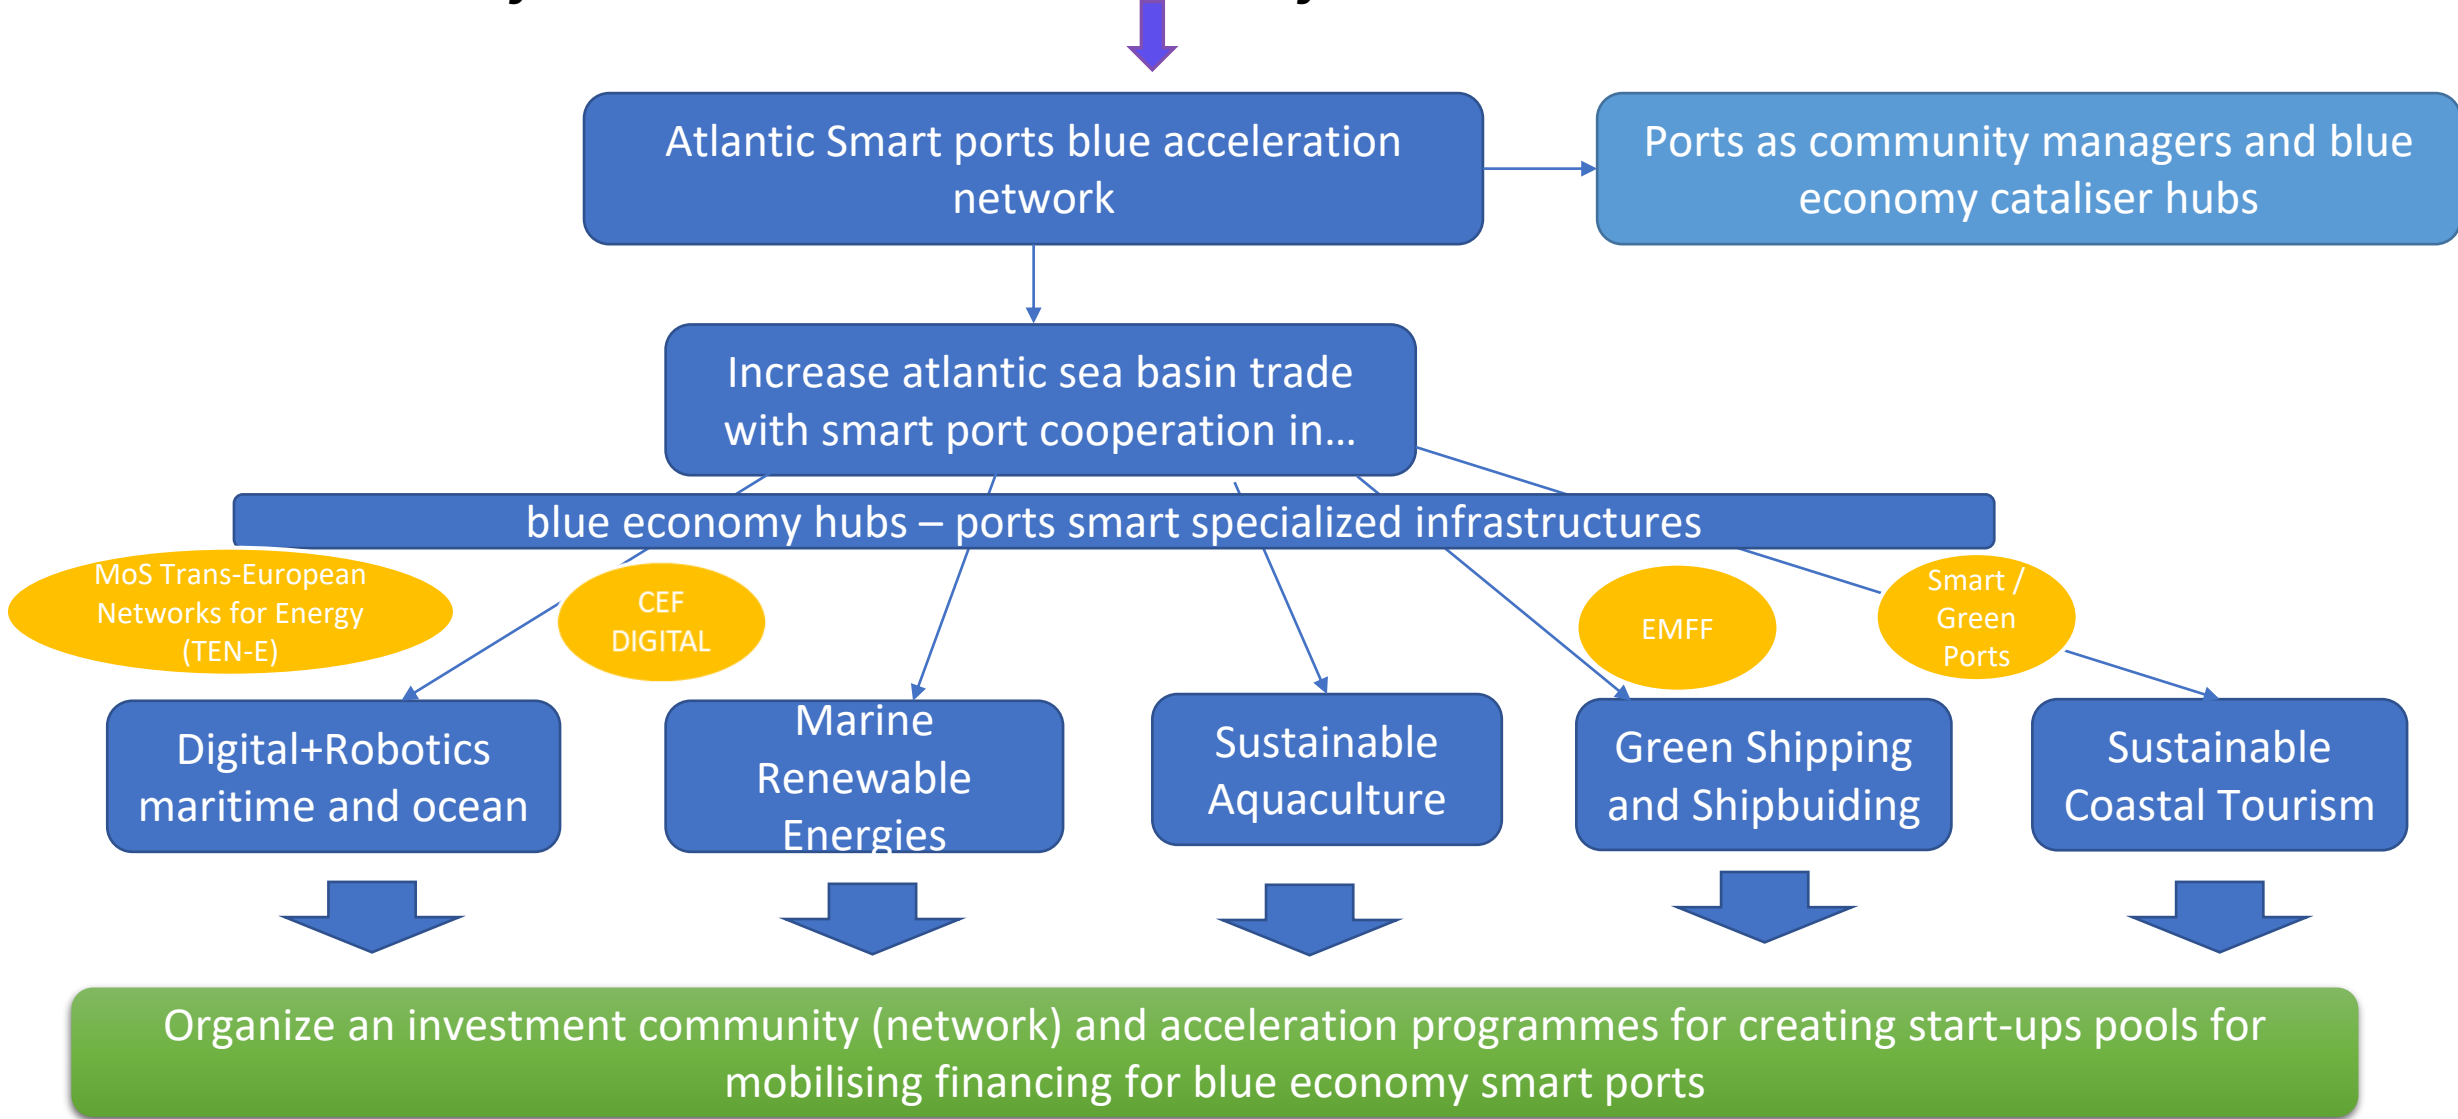 Atlantic Smart ports blue acceleration
network
Ports as community managers and blue
economy cataliser hubs
Increase atlantic sea basin trade
with smart port cooperation in...
blue economy hubs – ports smart specialized infrastructures
MoS Trans-European
Networks for Energy
(TEN-E)
CEF
DIGITAL
EMFF
Smart /
Green
Ports
Digital+Robotics
maritime and ocean
Marine
Renewable
Energies
Sustainable
Aquaculture
Green Shipping
and Shipbuiding
Sustainable
Coastal Tourism
Organize an investment community (network) and acceleration programmes for creating start-ups pools for
mobilising financing for blue economy smart ports